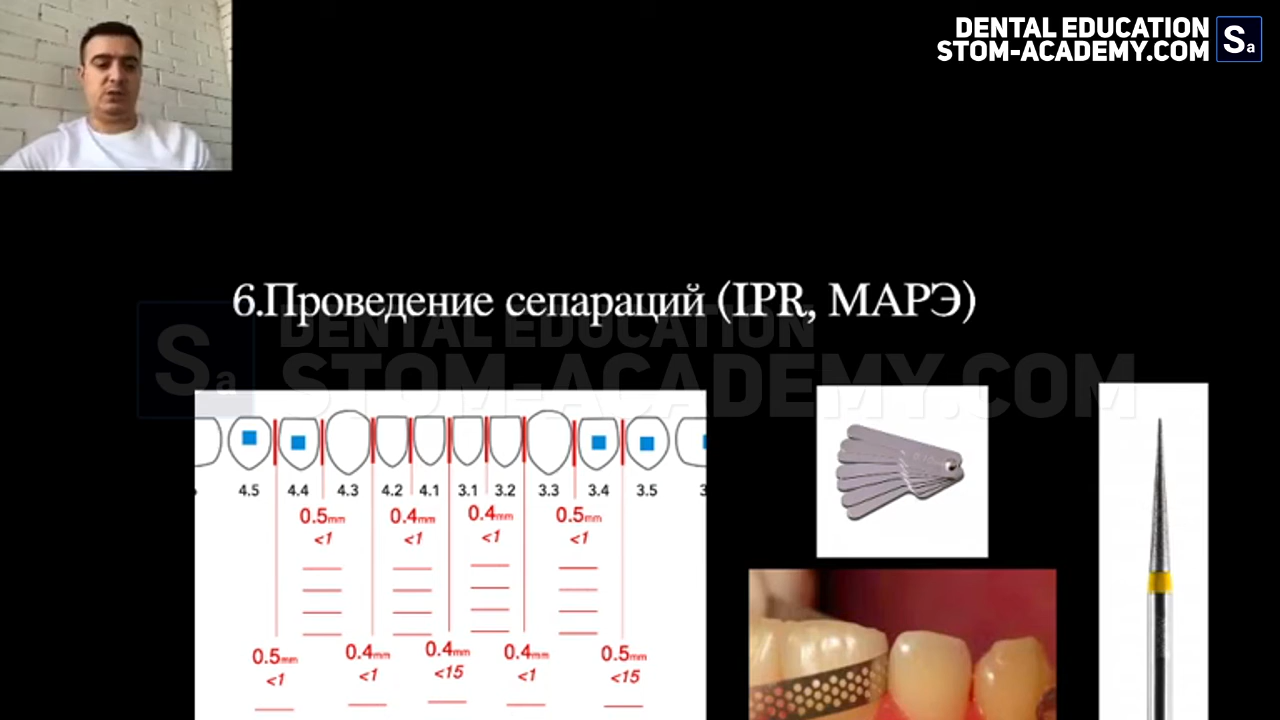 DENTAL EDUCATION
STOM-ACADEMY.COM
Sa
6.Проведение сепараций (IPR, МАРЭ)
Sa
DENTAL EDUCATION
STOM-ACADEMY.COM
4.5 4.4 4.3 4.2 4.1 3.1 3.2 3.3 3.4 3.5 3
0.5mm 0.4mm 0.4mm 0.5mm
<1 <1 <1 <1
0.5mm 0.4mm 0.4mm 0.4mm 0.5mm
<1 <1 <15 <1 <15